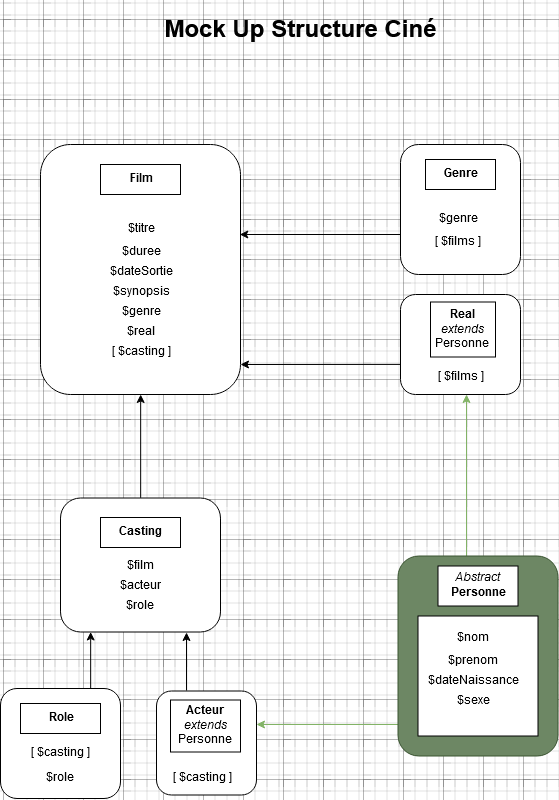 Mock Up Structure Ciné
Film
$titre
$duree
$dateSortie
$synopsis
$genre
$real
[ $casting ]
Genre
$genre
[ $films ]
Real
extends
Personne
[ $films ]
Casting
$film
$acteur
$role
Abstract
Personne
$nom
$prenom
$dateNaissance
$sexe
Role
[ $casting ]
$role
Acteur
extends
Personne
[ $casting ]